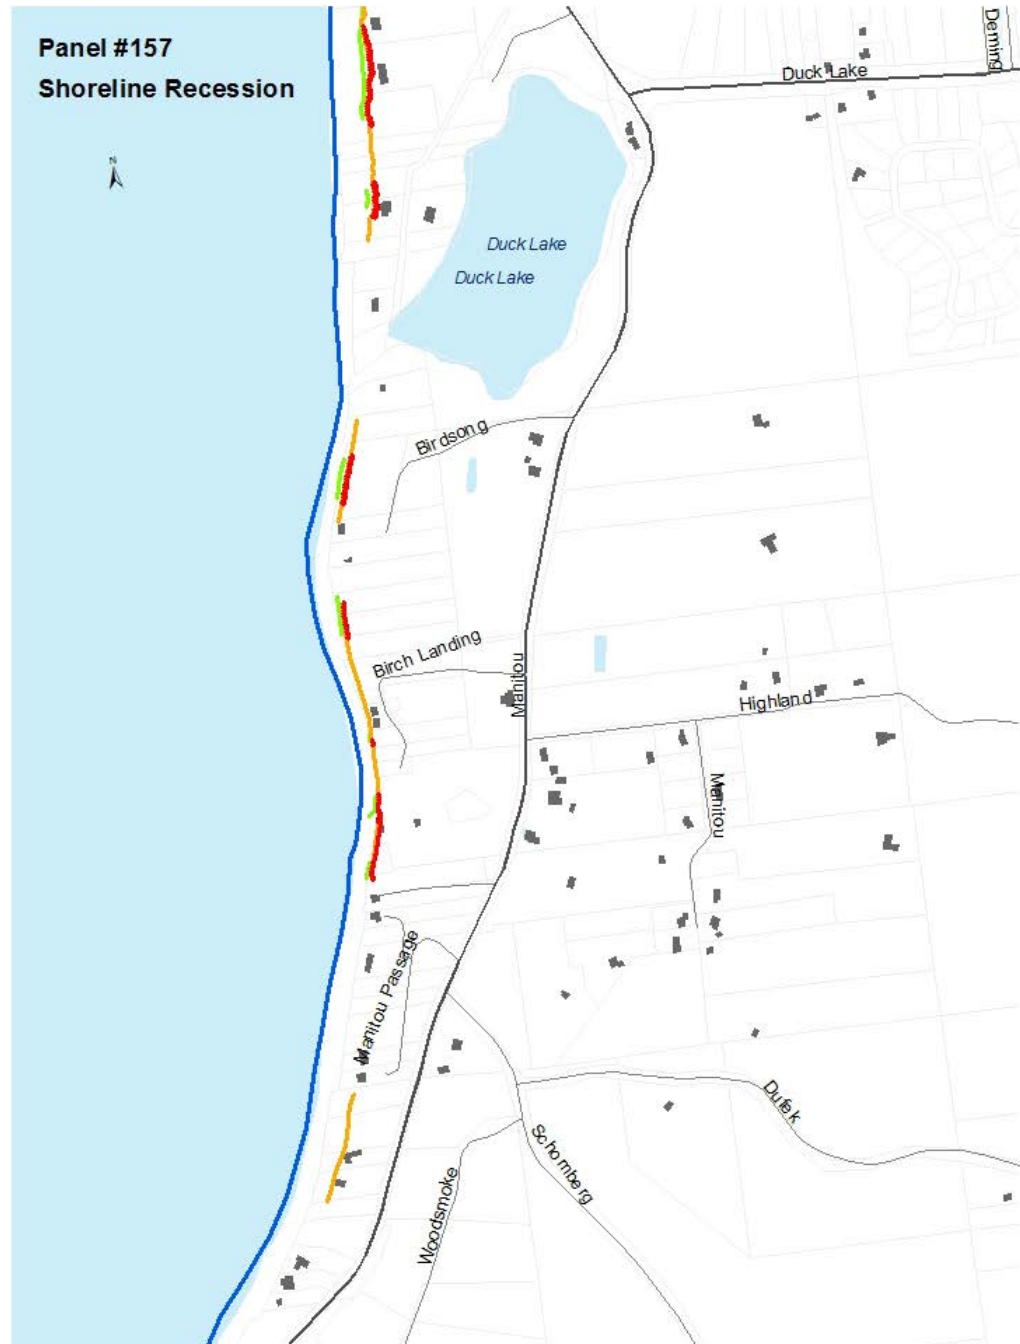 Panel #157
Shoreline Recession
N
Deming
Duck Lake
Duck Lake
Duck Lake
Birdsong
Birch Landing
Manitou
Highland
Manitou
Manitou Passage
Dufek
Schomberg
Woodsmoke